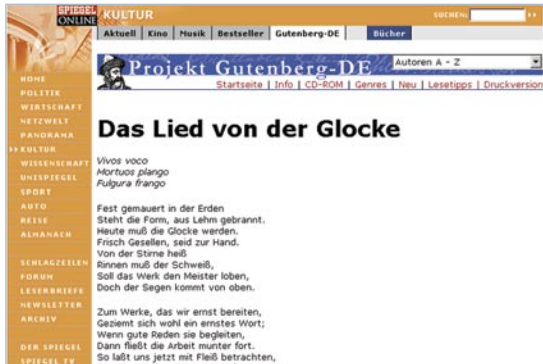 SPIEGEL
ONLINE
KULTUR
SUCHEN:
Aktuell | Kino | Musik | Bestseller | Gutenberg-DE | Bücher
Projekt Gutenberg-DE
Autoren A - Z
Startseite | Info | CD-ROM | Genres | Neu | Lesetipps | Druckversion
HOME
POLITIK
WIRTSCHAFT
NETZWELT
PANORAMA
KULTUR
WISSENSCHAFT
UNISPIEGEL
SPORT
AUTO
REISE
ALMANACH
SCHLAGZEILEN
FORUM
LESERBRIEFE
NEWSLETTER
ARCHIV
DER SPIEGEL
SPIEGEL TV
Das Lied von der Glocke
Vivos voco
Mortuos plango
Fulgura frango
Fest gemauert in der Erden
Steht die Form, aus Lehm gebrannt.
Heute muß die Glocke werden.
Frisch Gesellen, seid zur Hand.
Von der Stirne heiß
Rinnen muß der Schweiß,
Soll das Werk den Meister loben,
Doch der Segen kommt von oben.
Zum Werke, das wir ernst bereiten,
Geziemt sich wohl ein ernstes Wort;
Wenn gute Reden sie begleiten,
Dann fließt die Arbeit munter fort.
So laßt uns jetzt mit Fleiß betrachten,